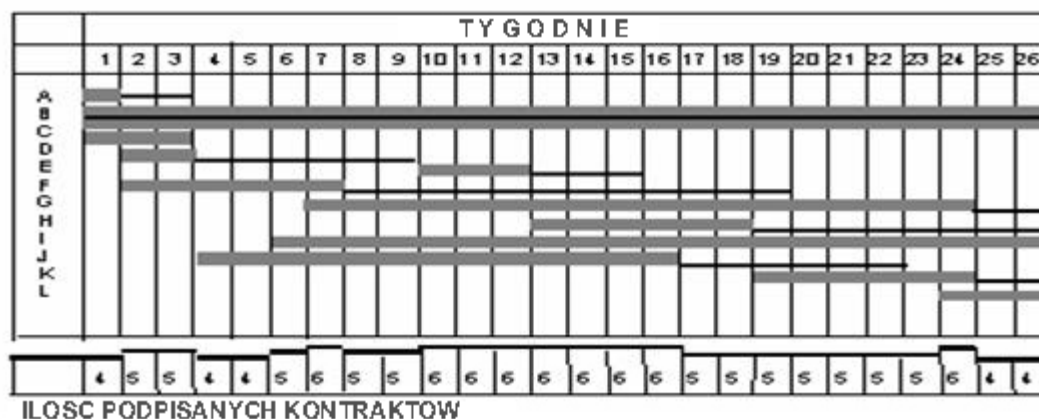 TYGODNIE
1 2 3 4 5 6 7 8 9 10 11 12 13 14 15 16 17 18 19 20 21 22 23 24 25 26
A
B
C
D
E
F
G
H
I
J
K
L
4 5 5 4 4 5 6 5 5 6 6 6 6 6 6 6 5 5 5 5 5 5 5 6 4 4
ILOSC PODPISANYCH KONTRAKTOW